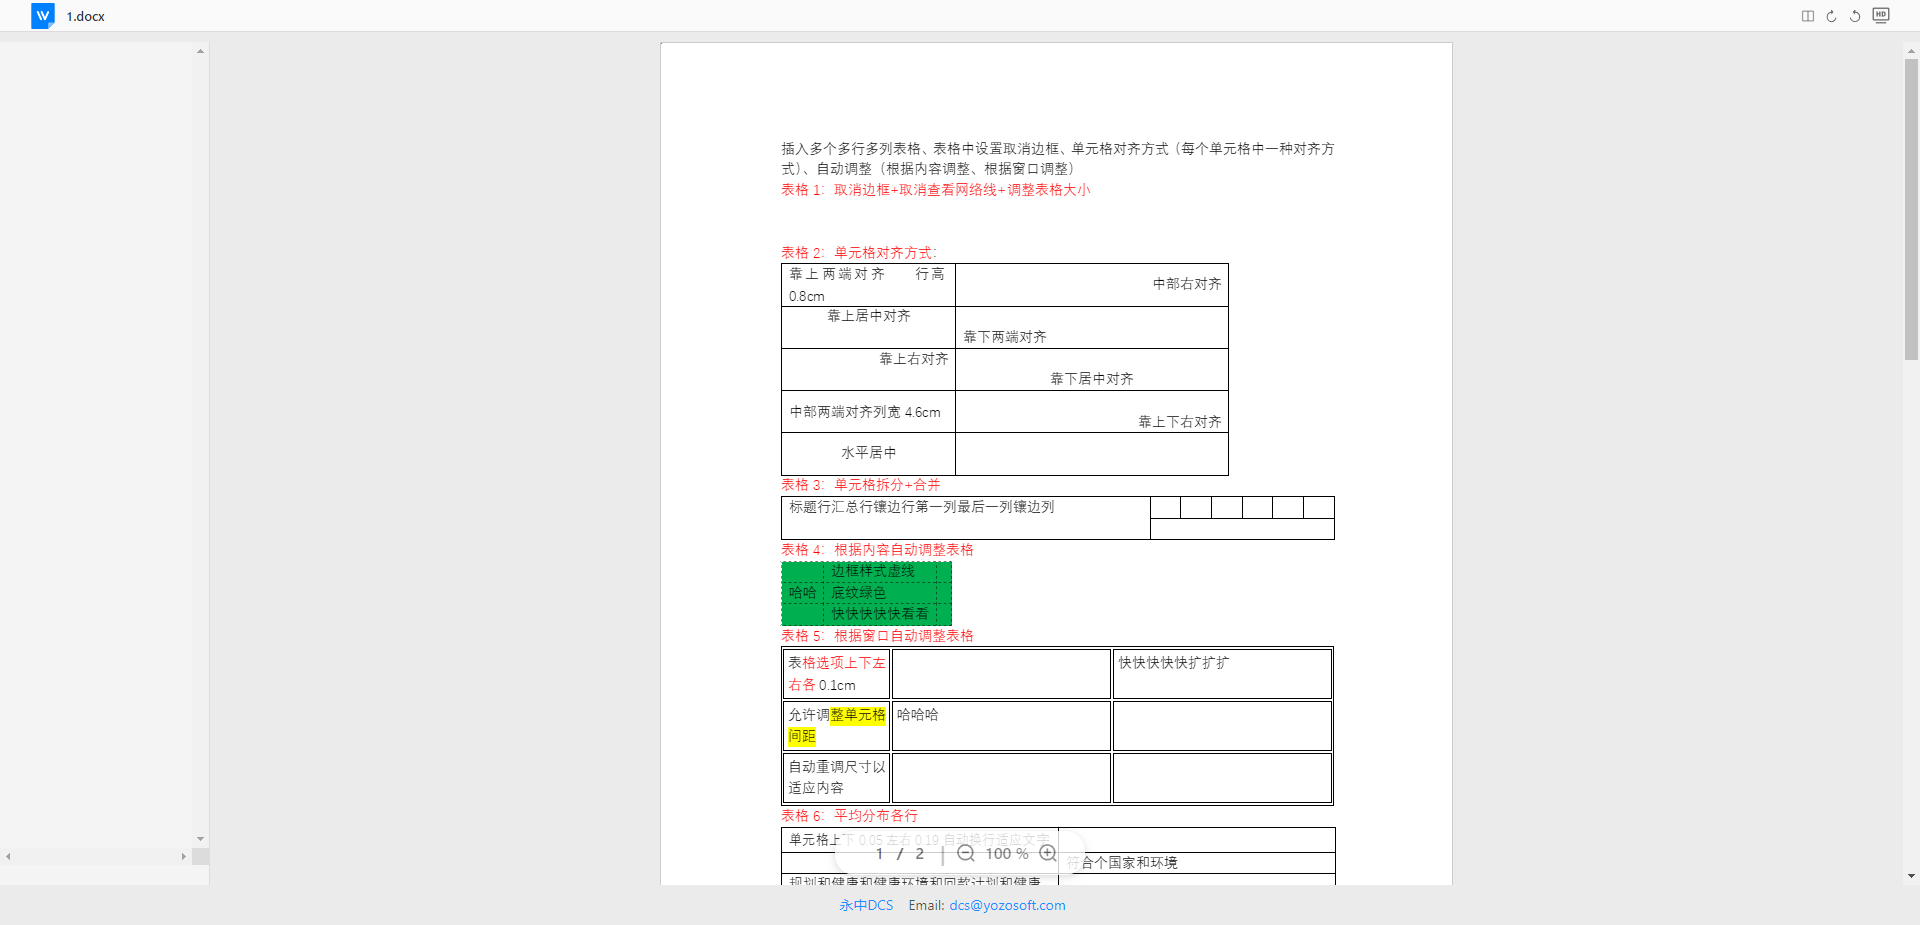 1.docx
HD
插入多个多行多列表格、表格中设置取消边框、单元格对齐方式（每个单元格中一种对齐方
式）、自动调整（根据内容调整、根据窗口调整）
表格 1：取消边框+取消查看网络线+调整表格大小
表格 2：单元格对齐方式：
靠上两端对齐 行高
0.8cm
中部右对齐
靠上居中对齐
靠下两端对齐
靠上右对齐
靠下居中对齐
中部两端对齐列宽 4.6cm
靠上下右对齐
水平居中
表格 3：单元格拆分+合并
标题行汇总行镶边行第一列最后一列镶边列
表格 4：根据内容自动调整表格
边框样式虚线
哈哈 底纹绿色
快快快快快看看
表格 5：根据窗口自动调整表格
表格选项上下左
右各 0.1cm
快快快快快扩扩扩
允许调整单元格
间距
哈哈哈
自动重调尺寸以
适应内容
表格 6：平均分布各行
单元格上下 0.05 左右 0.19 自动换行适应文字
符合个国家和环境
规划和健康和健康环境和回款计划和健康
1 / 2 100 %
永中DCS Email: dcs@yozosoft.com